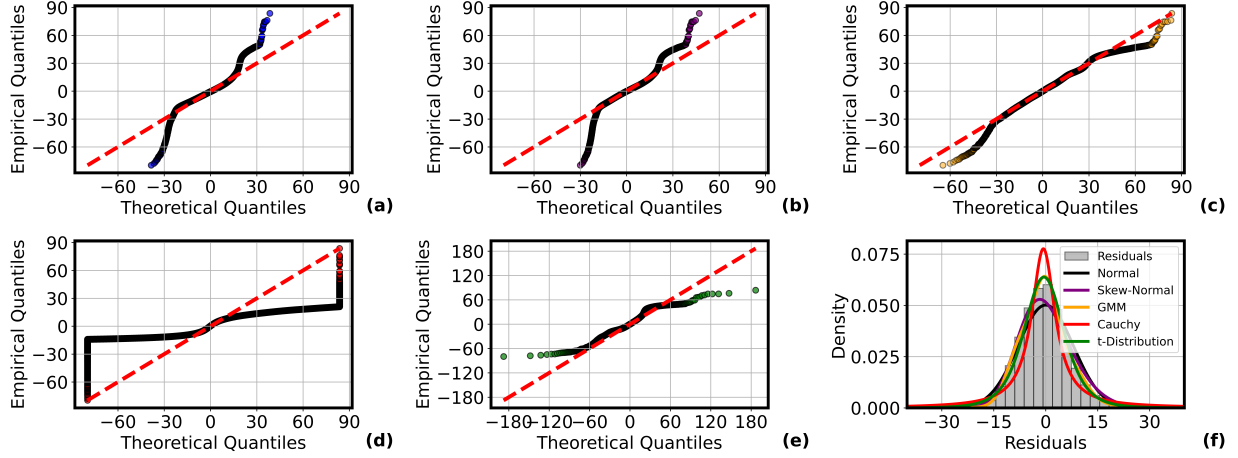 Empirical Quantiles
90
60
30
0
−30
−60
−60 −30 0 30 60 90
Theoretical Quantiles
(a)
Empirical Quantiles
90
60
30
0
−30
−60
−60 −30 0 30 60 90
Theoretical Quantiles
(b)
Empirical Quantiles
90
60
30
0
−30
−60
−60 −30 0 30 60 90
Theoretical Quantiles
(c)
Empirical Quantiles
90
60
30
0
−30
−60
−60 −30 0 30 60 90
Theoretical Quantiles
(d)
Empirical Quantiles
180
120
60
0
−60
−120
−180
−180 −120 −60 0 60 120 180
Theoretical Quantiles
(e)
Density
0.075
0.050
0.025
0.000
Residuals
Normal
Skew-Normal
GMM
Cauchy
t-Distribution
−30 −15 0 15 30
Residuals
(f)